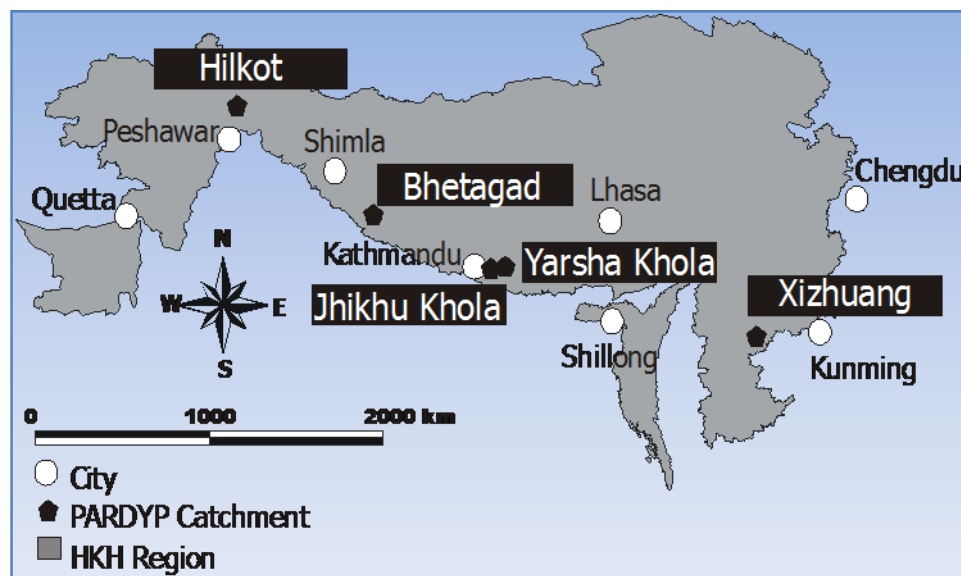 Hilkot
Peshawar
Shimla
Bhetagad
Lhasa
Chengdu
Quetta
Kathmandu
Yarsha Khola
Jhikhu Khola
Xizhuang
Shillong
Kunming
N
W
E
S
0 1000 2000 km
City
PARDYP Catchment
HKH Region